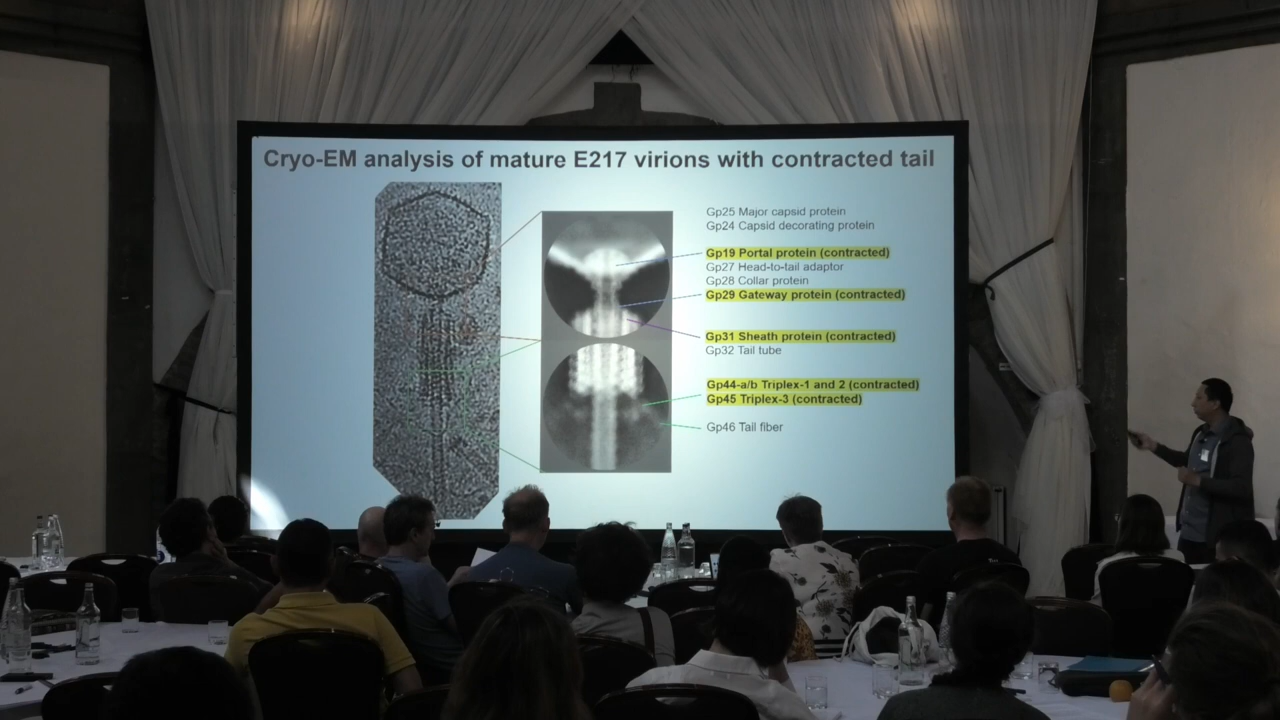 Cryo-EM analysis of mature E217 virions with contracted tail
Gp25 Major capsid protein
Gp24 Capsid decorating protein
Gp19 Portal protein (contracted)
Gp27 Head-to-tail adaptor
Gp28 Collar protein
Gp29 Gateway protein (contracted)
Gp31 Sheath protein (contracted)
Gp32 Tail tube
Gp44-a/b Triplex-1 and 2 (contracted)
Gp45 Triplex-3 (contracted)
Gp46 Tail fiber